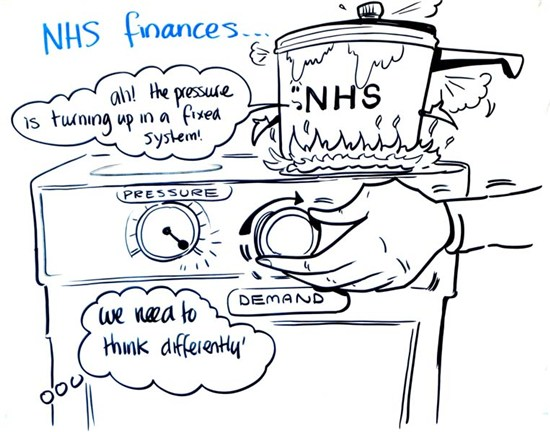 NHS finances...
ah! the pressure
is turning up in a fixed
system!
NHS
PRESSURE
DEMAND
we need to
think differently'